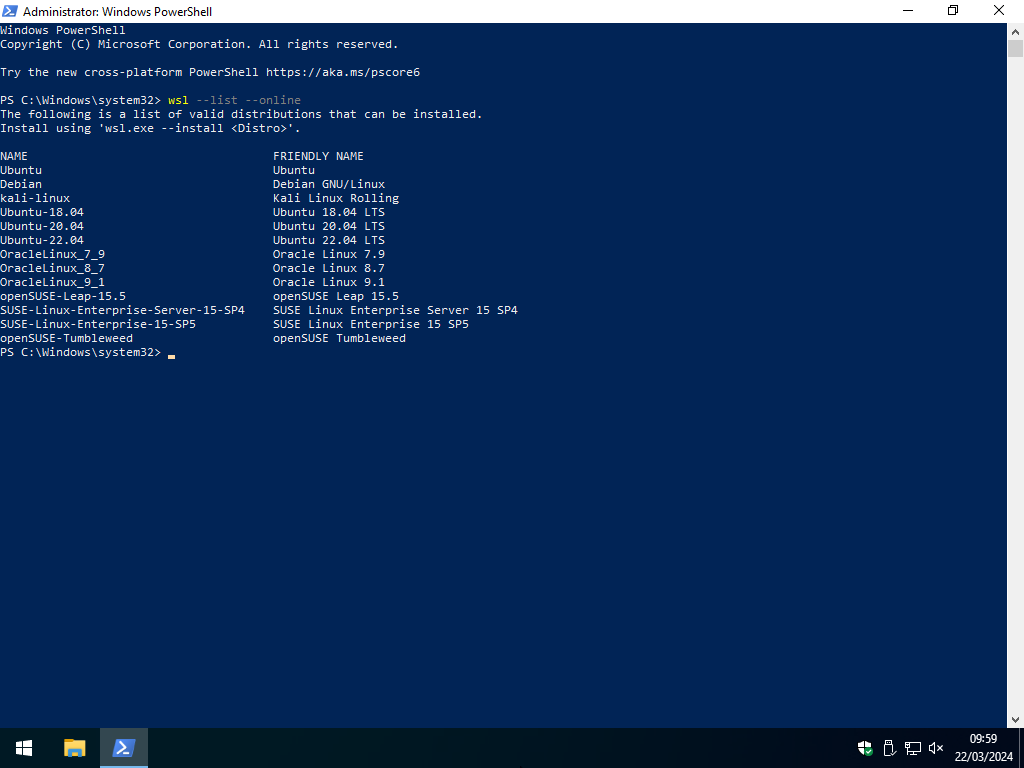 Administrator: Windows PowerShell
Windows PowerShell
Copyright (C) Microsoft Corporation. All rights reserved.
Try the new cross-platform PowerShell https://aka.ms/pscore6
PS C:\Windows\system32> wsl --list --online
The following is a list of valid distributions that can be installed.
Install using 'wsl.exe --install <Distro>'.
NAME                                   FRIENDLY NAME
Ubuntu                                 Ubuntu
Debian                                 Debian GNU/Linux
kali-linux                             Kali Linux Rolling
Ubuntu-18.04                           Ubuntu 18.04 LTS
Ubuntu-20.04                           Ubuntu 20.04 LTS
Ubuntu-22.04                           Ubuntu 22.04 LTS
OracleLinux_7_9                        Oracle Linux 7.9
OracleLinux_8_7                        Oracle Linux 8.7
OracleLinux_9_1                        Oracle Linux 9.1
openSUSE-Leap-15.5                     openSUSE Leap 15.5
SUSE-Linux-Enterprise-Server-15-SP4    SUSE Linux Enterprise Server 15 SP4
SUSE-Linux-Enterprise-15-SP5           SUSE Linux Enterprise 15 SP5
openSUSE-Tumbleweed                    openSUSE Tumbleweed
PS C:\Windows\system32> _
09:59
22/03/2024